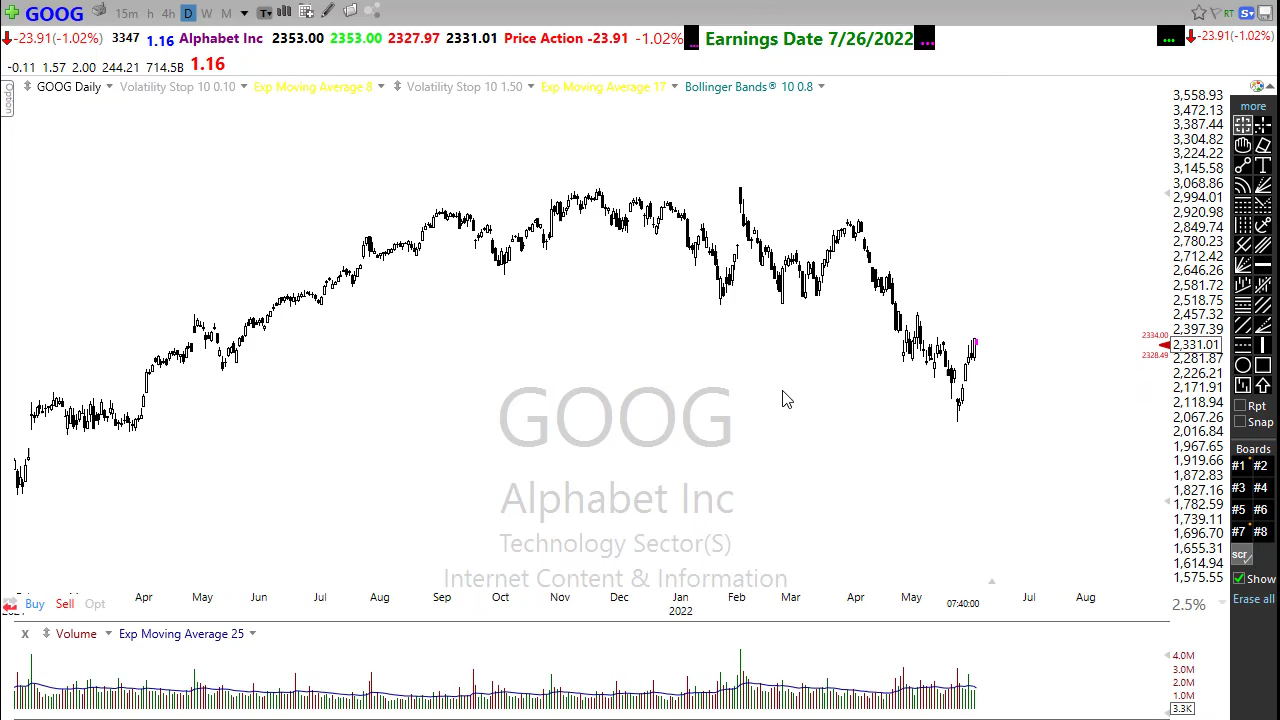 GOOG 15m h 4h D W M T RT S
-23.91(-1.02%) 3347 1.16 Alphabet Inc 2353.00 2353.00 2327.97 2331.01 Price Action -23.91 -1.02% ... Earnings Date 7/26/2022 ... ... -23.91(-1.02%)
-0.11 1.57 2.00 244.21 714.5B 1.16
GOOG Daily Volatility Stop 10 0.10 Exp Moving Average 8 Volatility Stop 10 1.50 Exp Moving Average 17 Bollinger Bands® 10 0.8
Option
3,558.93
3,472.13
3,387.44
3,304.82
3,224.22
3,145.58
3,068.86
2,994.01
2,920.98
2,849.74
2,780.23
2,712.42
2,646.26
2,581.72
2,518.75
2,457.32
2,397.39
2334.00
2,331.01
2328.49
2,281.87
2,226.21
2,171.91
2,118.94
2,067.26
2,016.84
1,967.65
1,919.66
1,872.83
1,827.16
1,782.59
1,739.11
1,696.70
1,655.31
1,614.94
1,575.55
more
T
Rpt
Snap
Boards
#1 #2
#3 #4
#5 #6
#7 #8
scr
Show
Erase all
GOOG
Alphabet Inc
Technology Sector(S)
Internet Content & Information
Apr May Jun Jul Aug Sep Oct Nov Dec 2022 Feb Mar Apr May 07:40:00 Jul Aug
Buy Sell Opt
2.5%
X Volume Exp Moving Average 25
4.0M
3.0M
2.0M
1.0M
3.3K